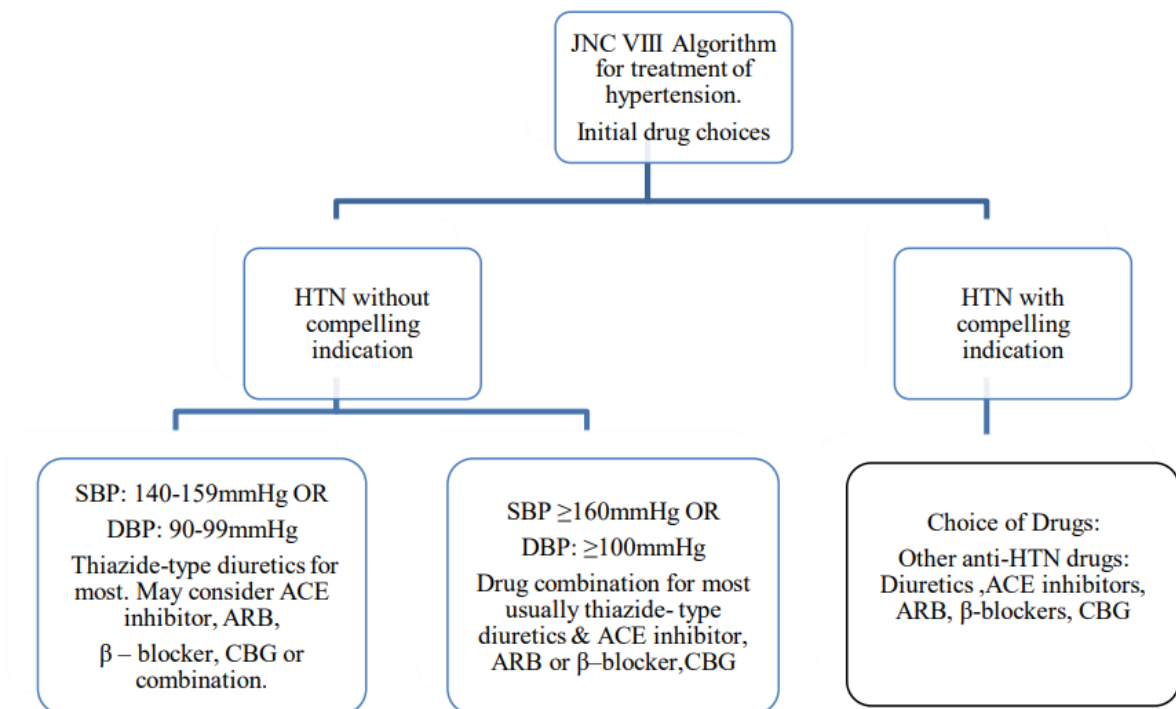 JNC VIII Algorithm
for treatment of
hypertension.
Initial drug choices
HTN without
compelling
indication
HTN with
compelling
indication
SBP: 140-159mmHg OR
DBP: 90-99mmHg
Thiazide-type diuretics for
most. May consider ACE
inhibitor, ARB,
β – blocker, CBG or
combination.
SBP ≥160mmHg OR
DBP: ≥100mmHg
Drug combination for most
usually thiazide- type
diuretics & ACE inhibitor,
ARB or β–blocker,CBG
Choice of Drugs:
Other anti-HTN drugs:
Diuretics ,ACE inhibitors,
ARB, β-blockers, CBG